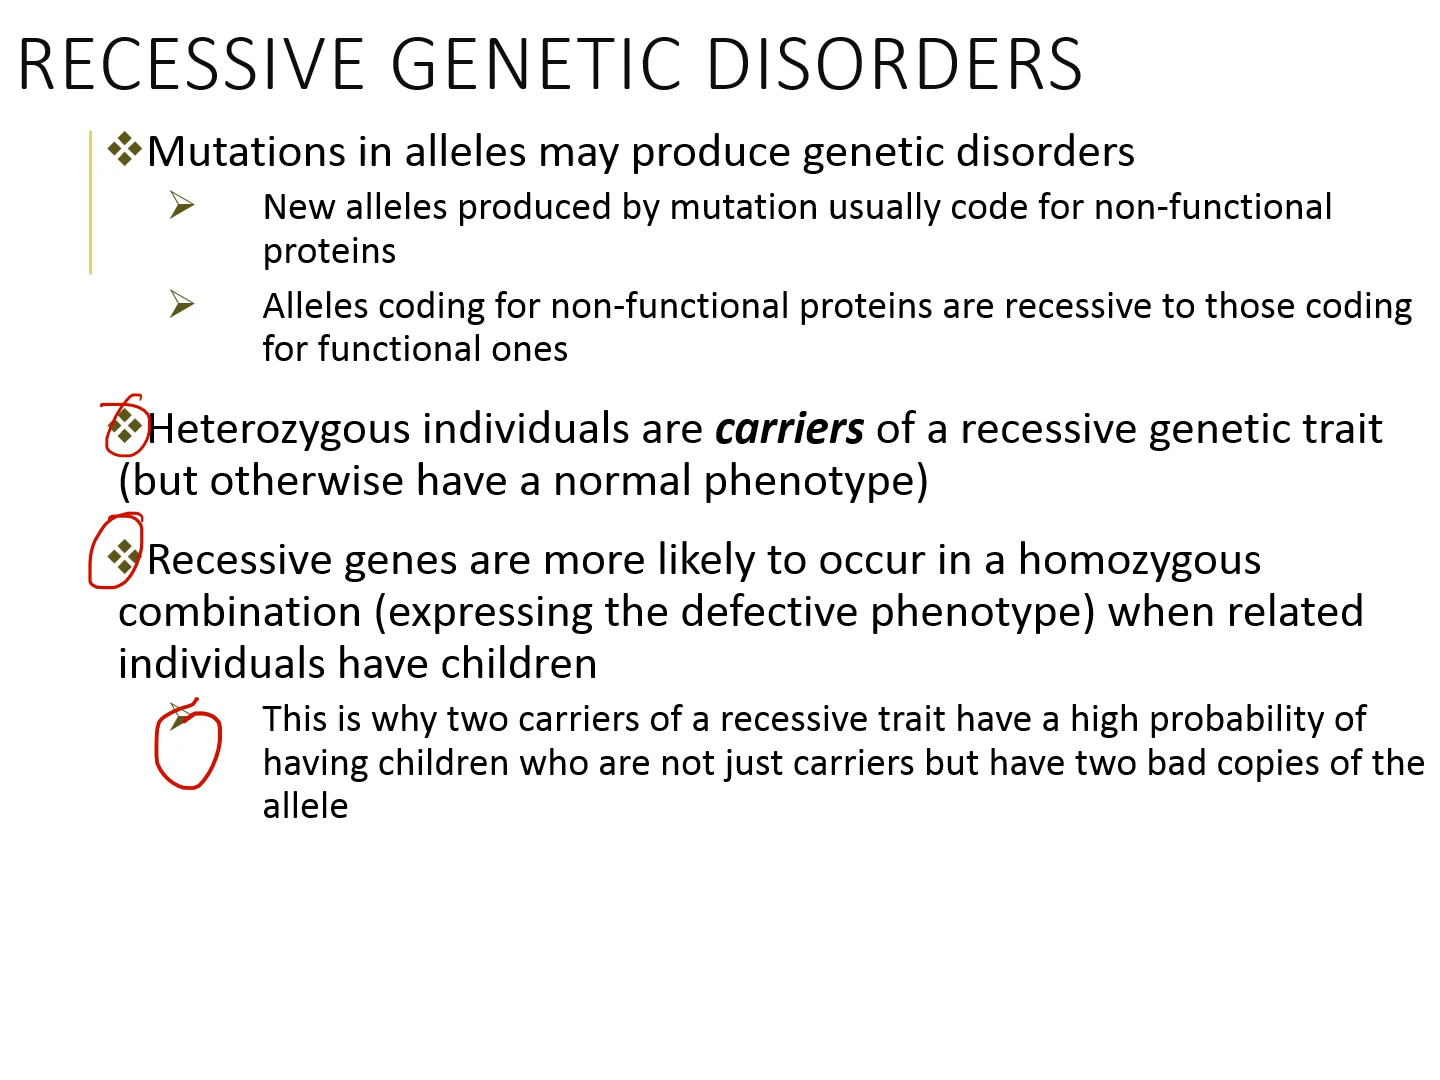 RECESSIVE GENETIC DISORDERS
Mutations in alleles may produce genetic disorders
New alleles produced by mutation usually code for non-functional
proteins
Alleles coding for non-functional proteins are recessive to those coding
for functional ones
Heterozygous individuals are carriers of a recessive genetic trait
(but otherwise have a normal phenotype)
Recessive genes are more likely to occur in a homozygous
combination (expressing the defective phenotype) when related
individuals have children
This is why two carriers of a recessive trait have a high probability of
having children who are not just carriers but have two bad copies of the
allele